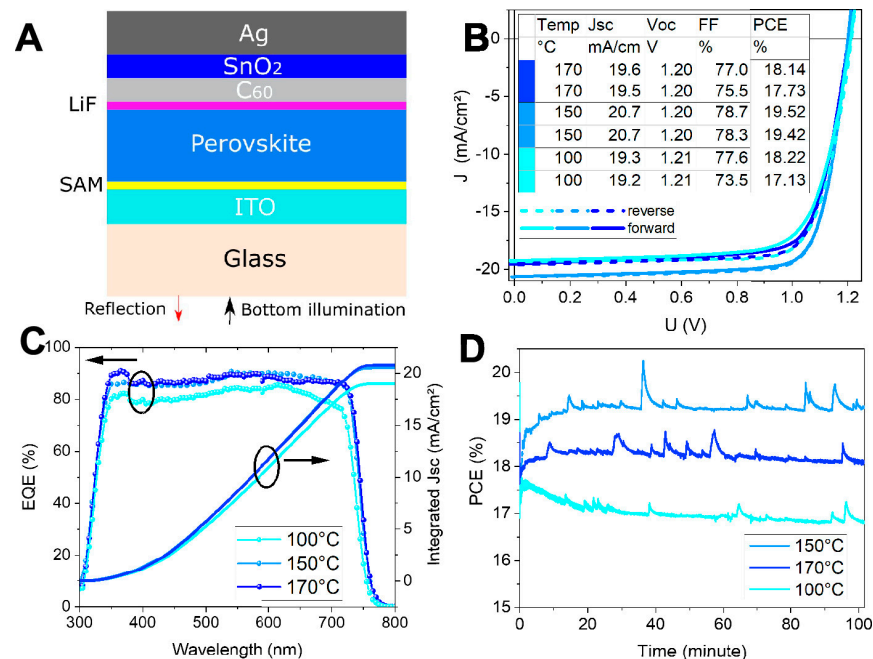 A
Ag
SnO₂
C₆₀
LiF
Perovskite
SAM
ITO
Glass
Reflection
Bottom illumination
B
Temp Jsc Voc FF PCE
°C mA/cm V % %
170 19.6 1.20 77.0 18.14
170 19.5 1.20 75.5 17.73
150 20.7 1.20 78.7 19.52
150 20.7 1.20 78.3 19.42
100 19.3 1.21 77.6 18.22
100 19.2 1.21 73.5 17.13
reverse
forward
J (mA/cm²)
0
-5
-10
-15
-20
0.0 0.2 0.4 0.6 0.8 1.0 1.2
U (V)
C
EQE (%)
100
80
60
40
20
0
300 400 500 600 700 800
Wavelength (nm)
Integrated Jsc (mA/cm²)
20
15
10
5
0
100°C
150°C
170°C
D
PCE (%)
21
20
19
18
17
16
15
0 20 40 60 80 100
Time (minute)
150°C
170°C
100°C